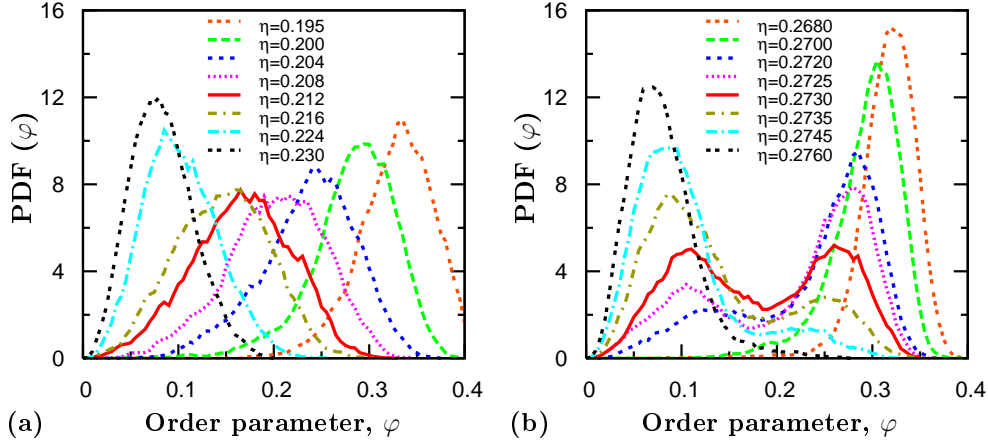 PDF (φ)
16
12
8
4
0
η=0.195
η=0.200
η=0.204
η=0.208
η=0.212
η=0.216
η=0.224
η=0.230
0 0.1 0.2 0.3 0.4
(a) Order parameter, φ
PDF (φ)
16
12
8
4
0
η=0.2680
η=0.2700
η=0.2720
η=0.2725
η=0.2730
η=0.2735
η=0.2745
η=0.2760
0 0.1 0.2 0.3 0.4
(b) Order parameter, φ